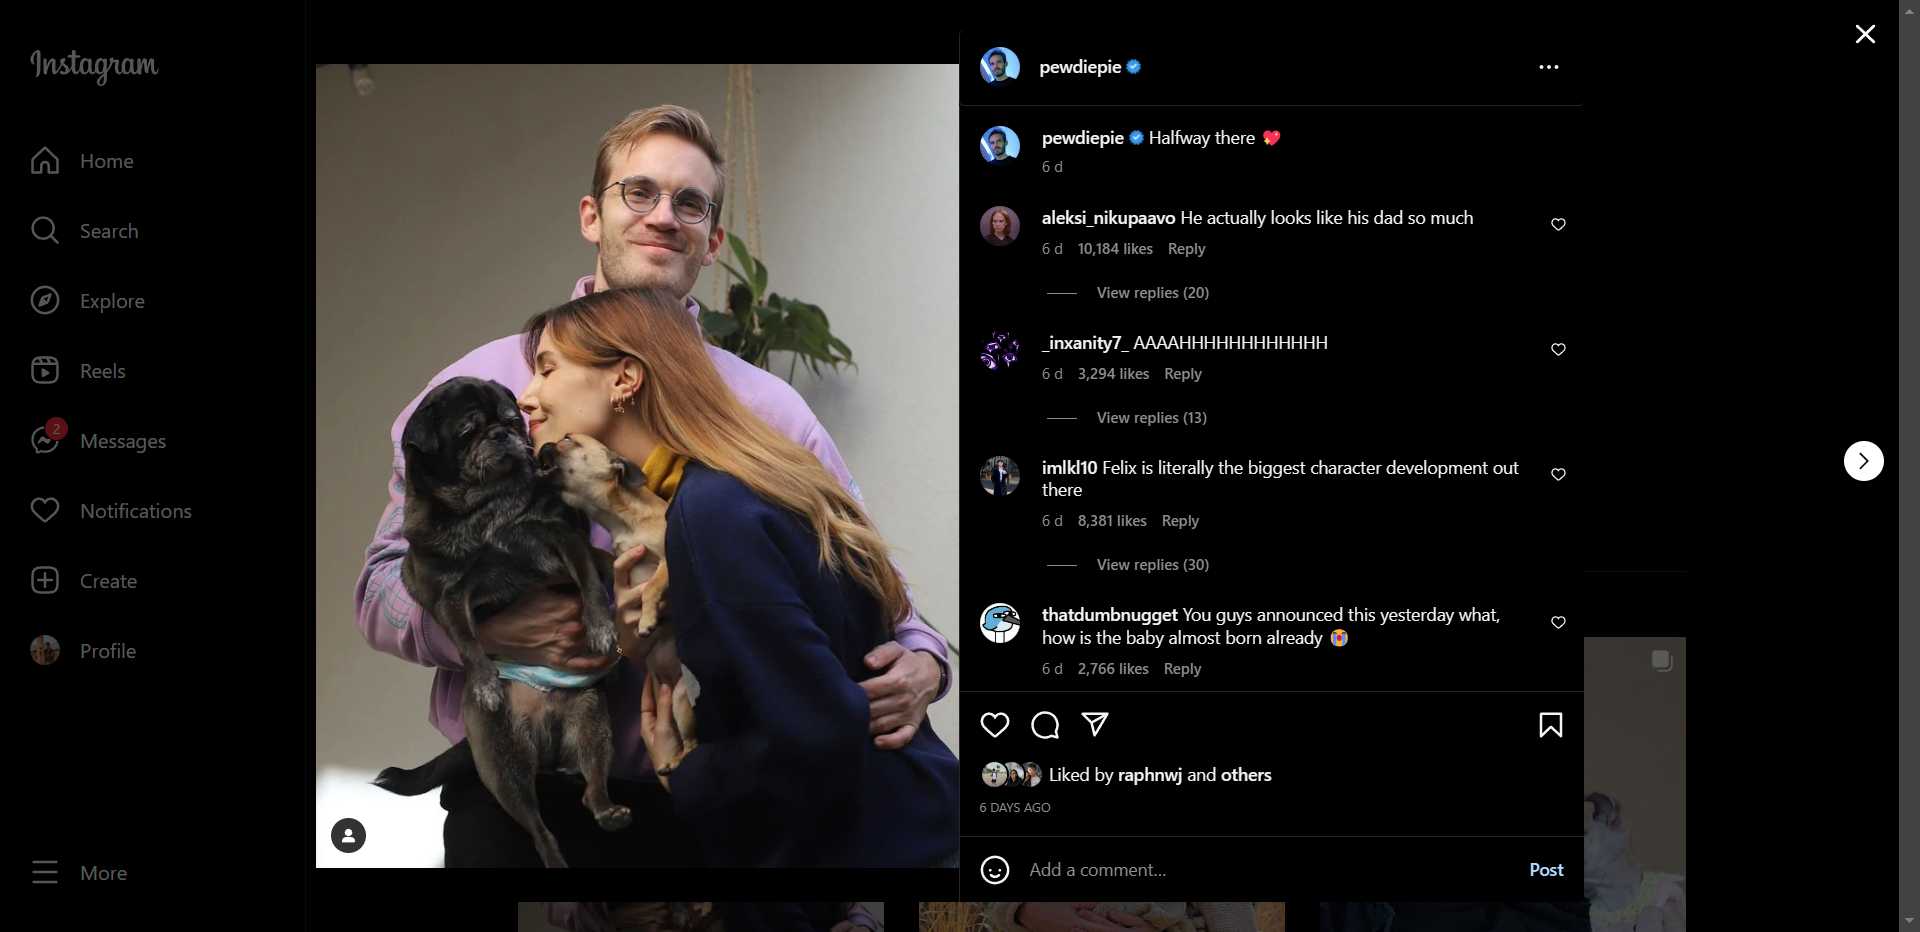 Instagram
Home
Search
Explore
Reels
2
Messages
Notifications
Create
Profile
More
pewdiepie
pewdiepie Halfway there 💖
6 d
aleksi_nikupaavo He actually looks like his dad so much
6 d 10,184 likes Reply
View replies (20)
_inxanity7_ AAAAHHHHHHHHHHHH
6 d 3,294 likes Reply
View replies (13)
imlkl10 Felix is literally the biggest character development out
there
6 d 8,381 likes Reply
View replies (30)
thatdumbnugget You guys announced this yesterday what,
how is the baby almost born already 😭
6 d 2,766 likes Reply
Liked by raphnwj and others
6 DAYS AGO
Add a comment...
Post